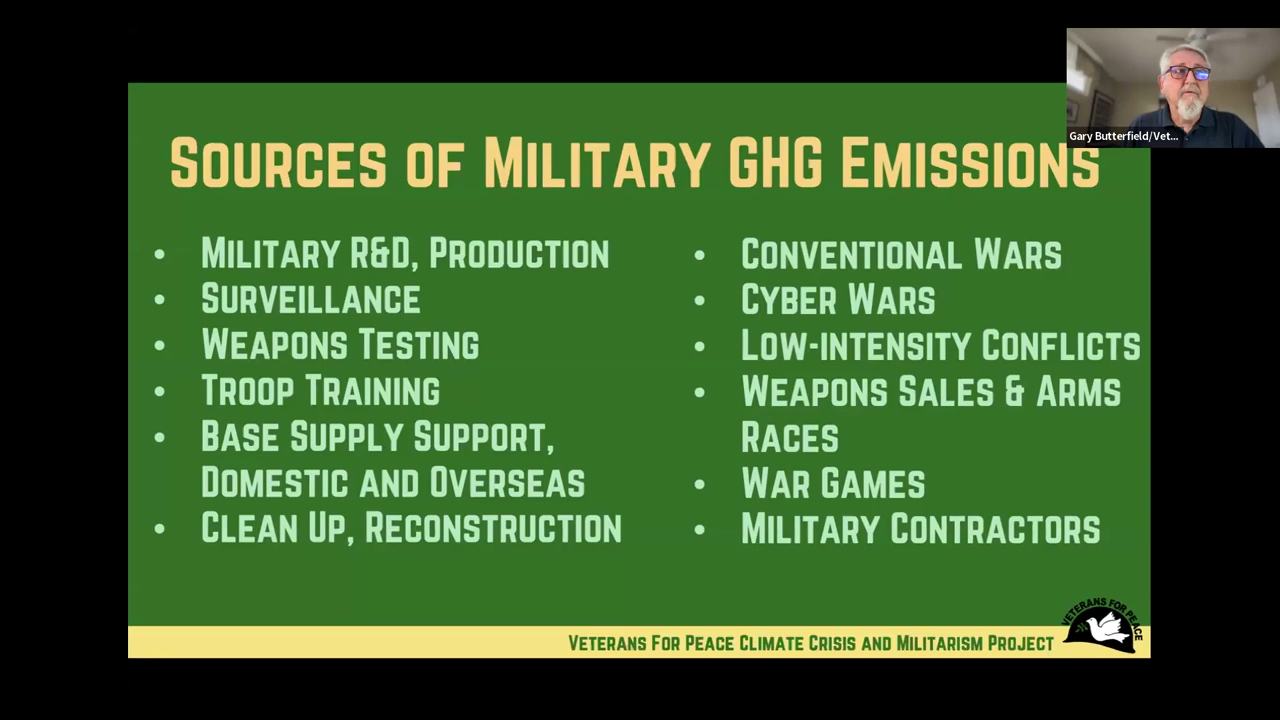 Gary Butterfield/Vet...
Sources of Military GHG Emissions
• Military R&D, Production
• Surveillance
• Weapons Testing
• Troop Training
• Base Supply Support,
Domestic and Overseas
• Clean Up, Reconstruction
• Conventional Wars
• Cyber Wars
• Low-intensity Conflicts
• Weapons Sales & Arms
Races
• War Games
• Military Contractors
Veterans For Peace Climate Crisis and Militarism Project
VETERANS FOR PEACE